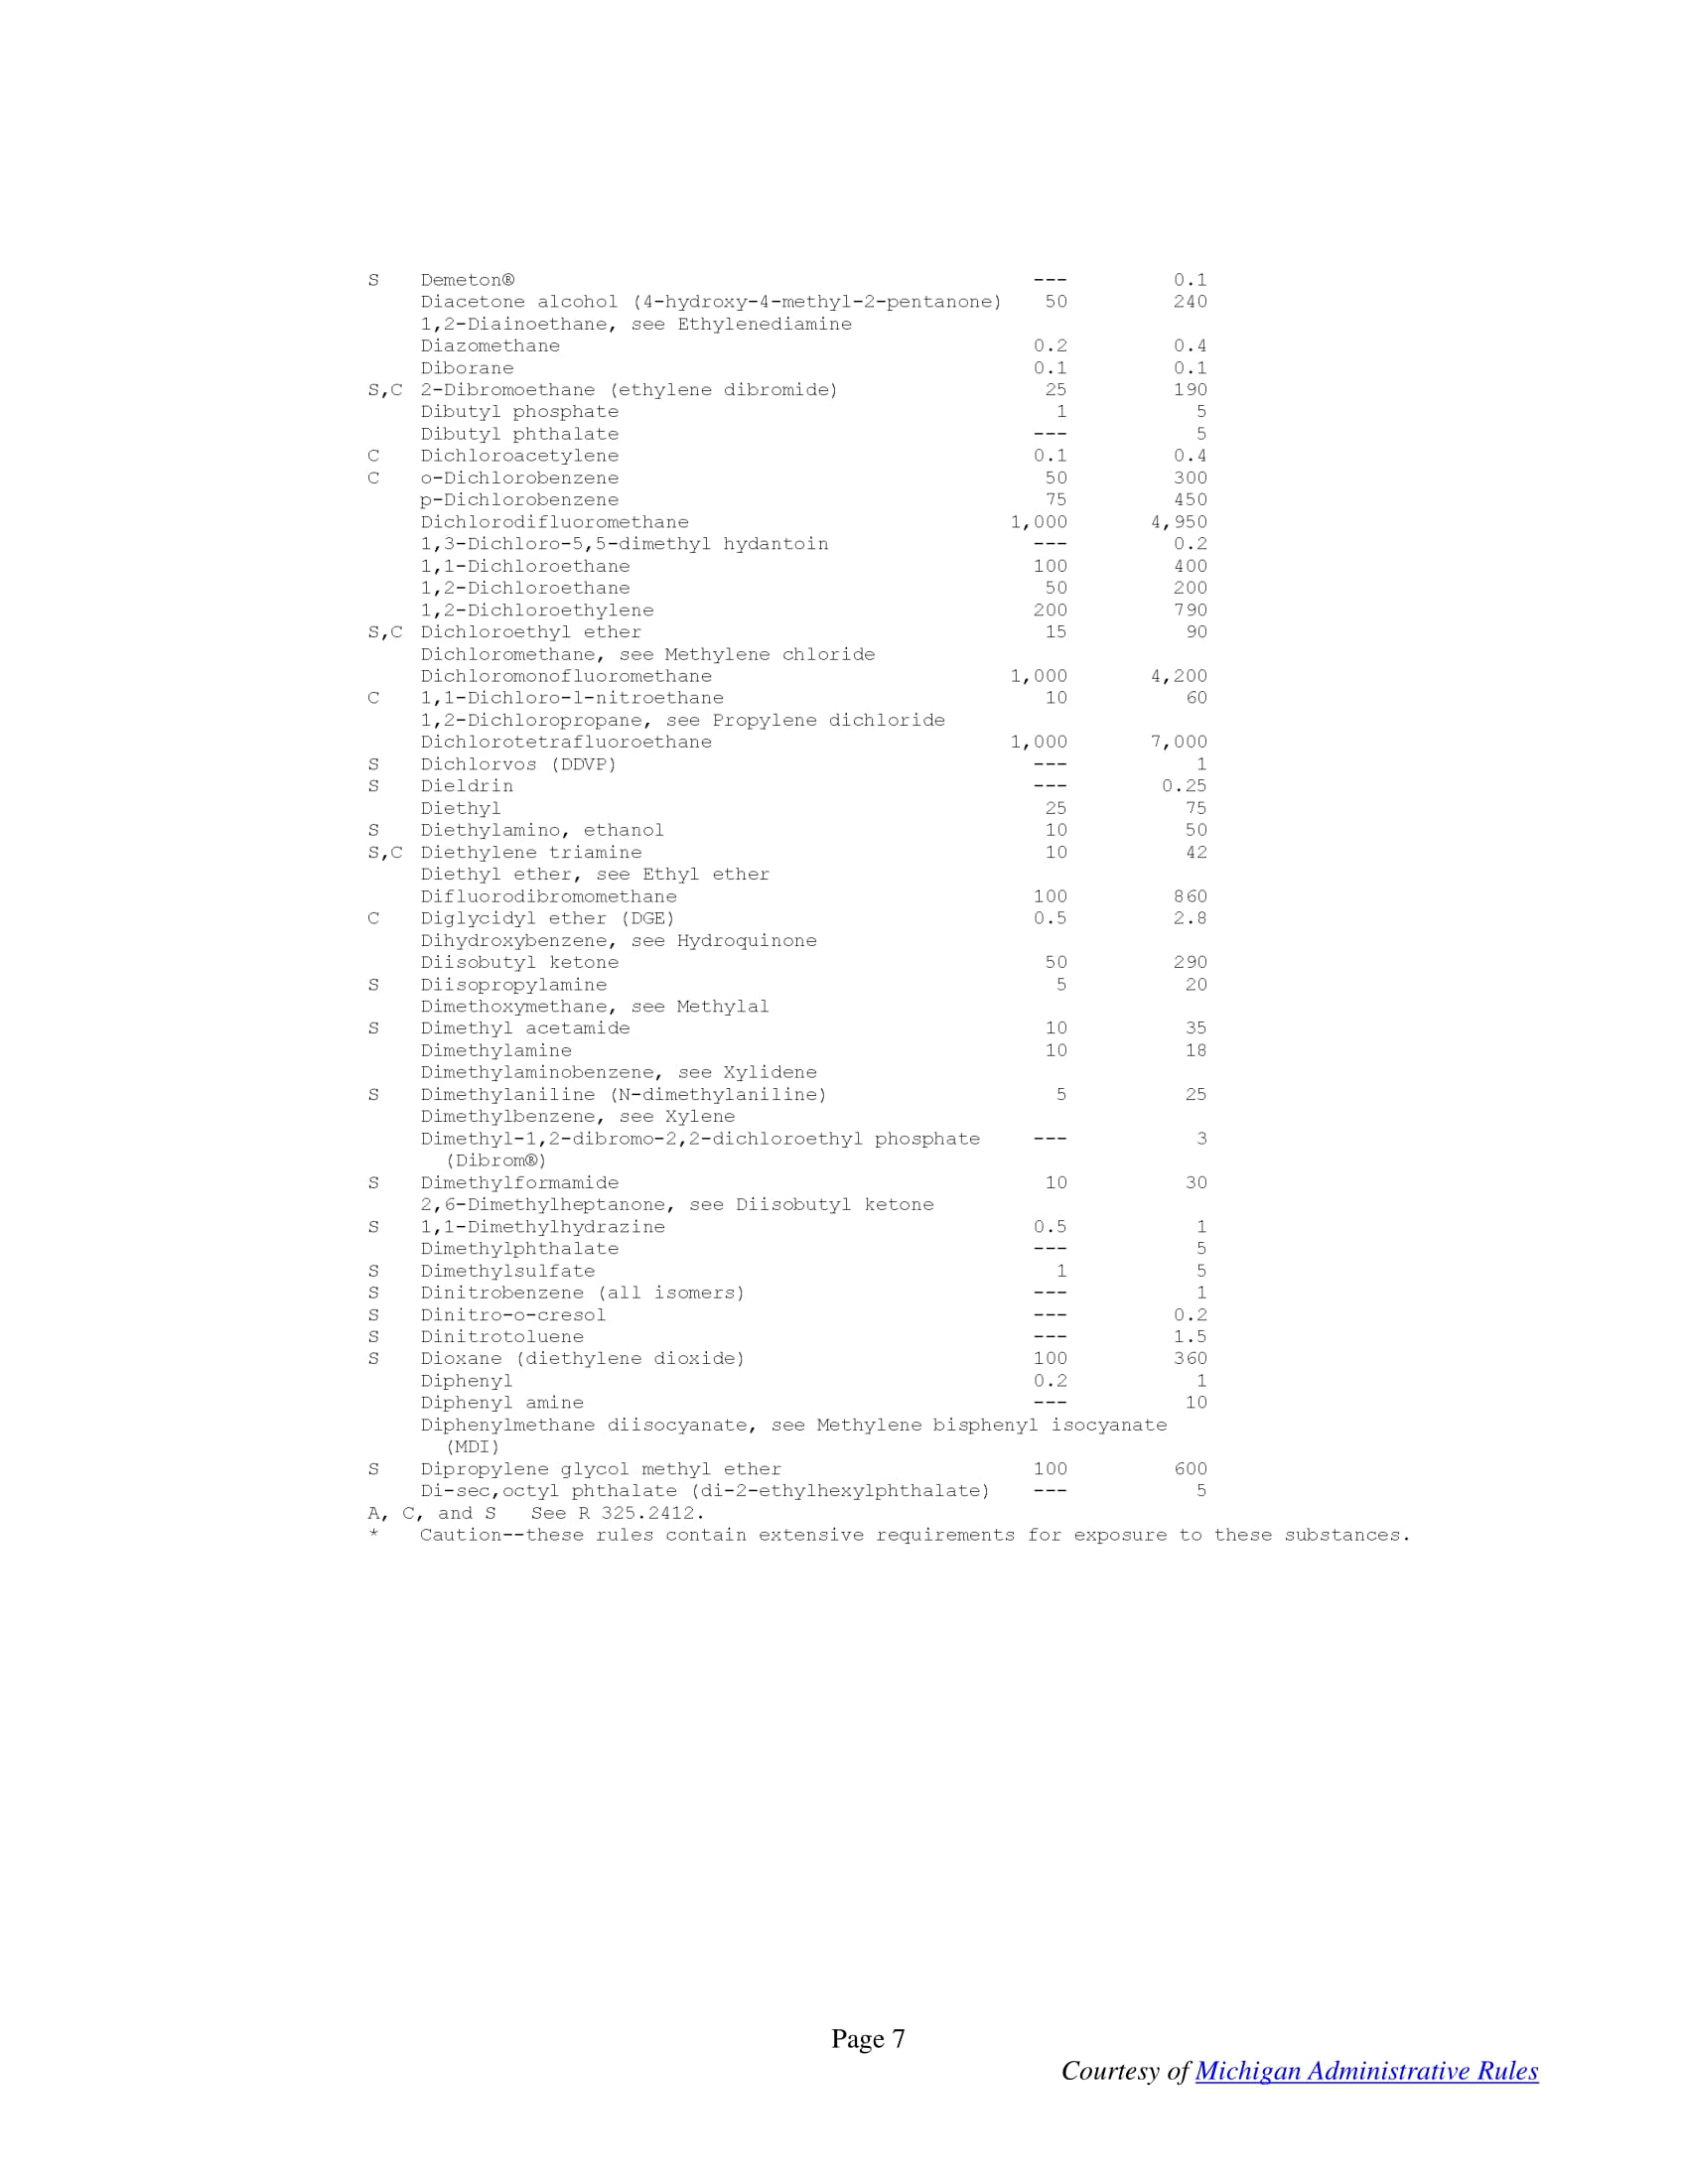 S Demeton® --- 0.1
Diacetone alcohol (4-hydroxy-4-methyl-2-pentanone) 50 240
1,2-Diainoethane, see Ethylenediamine
Diazomethane 0.2 0.4
Diborane 0.1 0.1
S,C 2-Dibromoethane (ethylene dibromide) 25 190
Dibutyl phosphate 1 5
Dibutyl phthalate --- 5
C Dichloroacetylene 0.1 0.4
C o-Dichlorobenzene 50 300
p-Dichlorobenzene 75 450
Dichlorodifluoromethane 1,000 4,950
1,3-Dichloro-5,5-dimethyl hydantoin --- 0.2
1,1-Dichloroethane 100 400
1,2-Dichloroethane 50 200
1,2-Dichloroethylene 200 790
S,C Dichloroethyl ether 15 90
Dichloromethane, see Methylene chloride
Dichloromonofluoromethane 1,000 4,200
C 1,1-Dichloro-l-nitroethane 10 60
1,2-Dichloropropane, see Propylene dichloride
Dichlorotetrafluoroethane 1,000 7,000
S Dichlorvos (DDVP) --- 1
S Dieldrin --- 0.25
Diethyl 25 75
S Diethylamino, ethanol 10 50
S,C Diethylene triamine 10 42
Diethyl ether, see Ethyl ether
Difluorodibromomethane 100 860
C Diglycidyl ether (DGE) 0.5 2.8
Dihydroxybenzene, see Hydroquinone
Diisobutyl ketone 50 290
S Diisopropylamine 5 20
Dimethoxymethane, see Methylal
S Dimethyl acetamide 10 35
Dimethylamine 10 18
Dimethylaminobenzene, see Xylidene
S Dimethylaniline (N-dimethylaniline) 5 25
Dimethylbenzene, see Xylene
Dimethyl-1,2-dibromo-2,2-dichloroethyl phosphate --- 3
(Dibrom®)
S Dimethylformamide 10 30
2,6-Dimethylheptanone, see Diisobutyl ketone
S 1,1-Dimethylhydrazine 0.5 1
Dimethylphthalate --- 5
S Dimethylsulfate 1 5
S Dinitrobenzene (all isomers) --- 1
S Dinitro-o-cresol --- 0.2
S Dinitrotoluene --- 1.5
S Dioxane (diethylene dioxide) 100 360
Diphenyl 0.2 1
Diphenyl amine --- 10
Diphenylmethane diisocyanate, see Methylene bisphenyl isocyanate
(MDI)
S Dipropylene glycol methyl ether 100 600
Di-sec,octyl phthalate (di-2-ethylhexylphthalate) --- 5
A, C, and S See R 325.2412.
* Caution--these rules contain extensive requirements for exposure to these substances.
Page 7
Courtesy of Michigan Administrative Rules